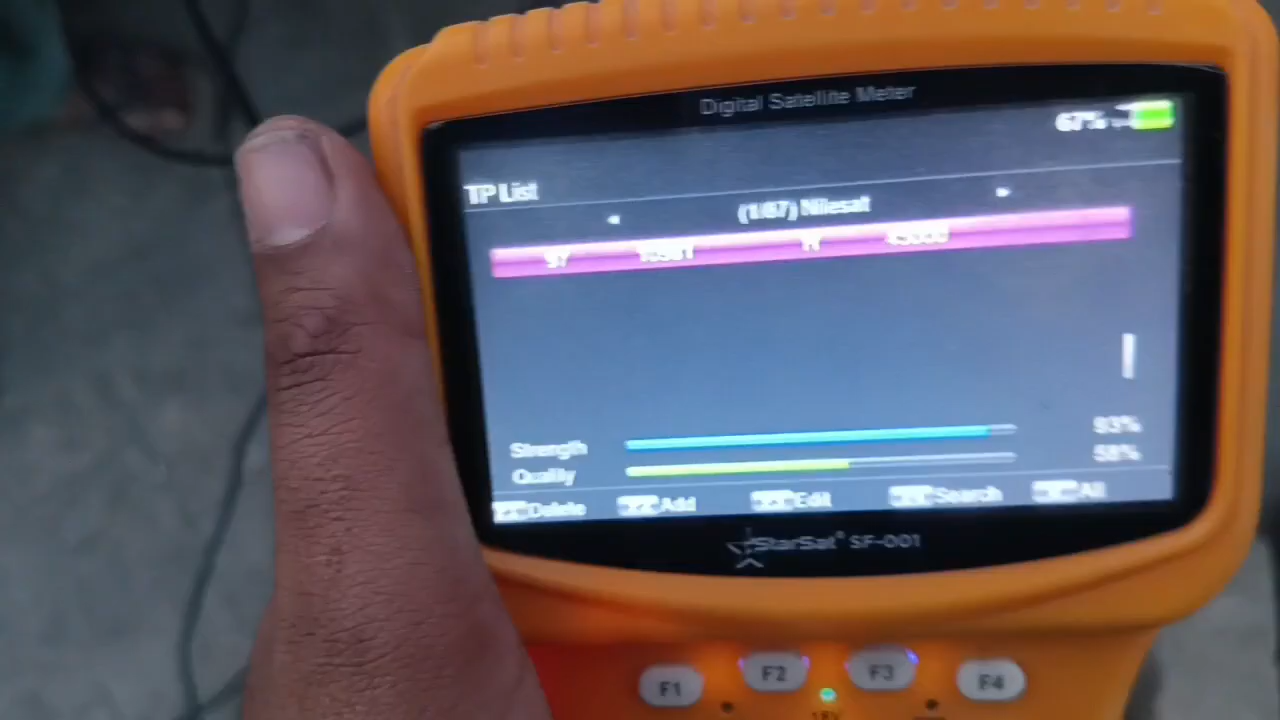 Digital Satellite Meter
67%
TP List
(1/67) Nilesat
H
Strength 93%
Quality 58%
Delete Add Edit Search All
StarSat® SF-001
F1 F2 F3 F4
18V